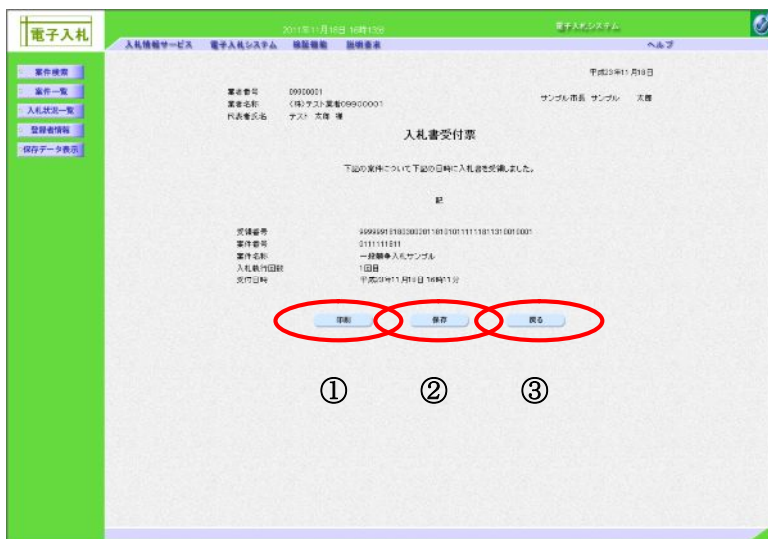 電子入札
2011年11月18日 16時13分
電子入札システム
入札情報サービス 電子入札システム 検証機能 説明要求 ヘルプ
案件検索
案件一覧
入札状況一覧
登録者情報
保存データ表示
平成23年11月18日
業者番号 09900001
業者名称 (株)テスト業者09900001
代表者氏名 テスト 太郎 様
サンプル市長 サンプル 太郎
入札書受付票
下記の案件について下記の日時に入札書を受領しました。
記
受領番号
案件番号
案件名称 一般競争入札サンプル
入札執行回数 1回目
受付日時 平成23年11月18日 16時11分
印刷 保存 戻る
① ② ③